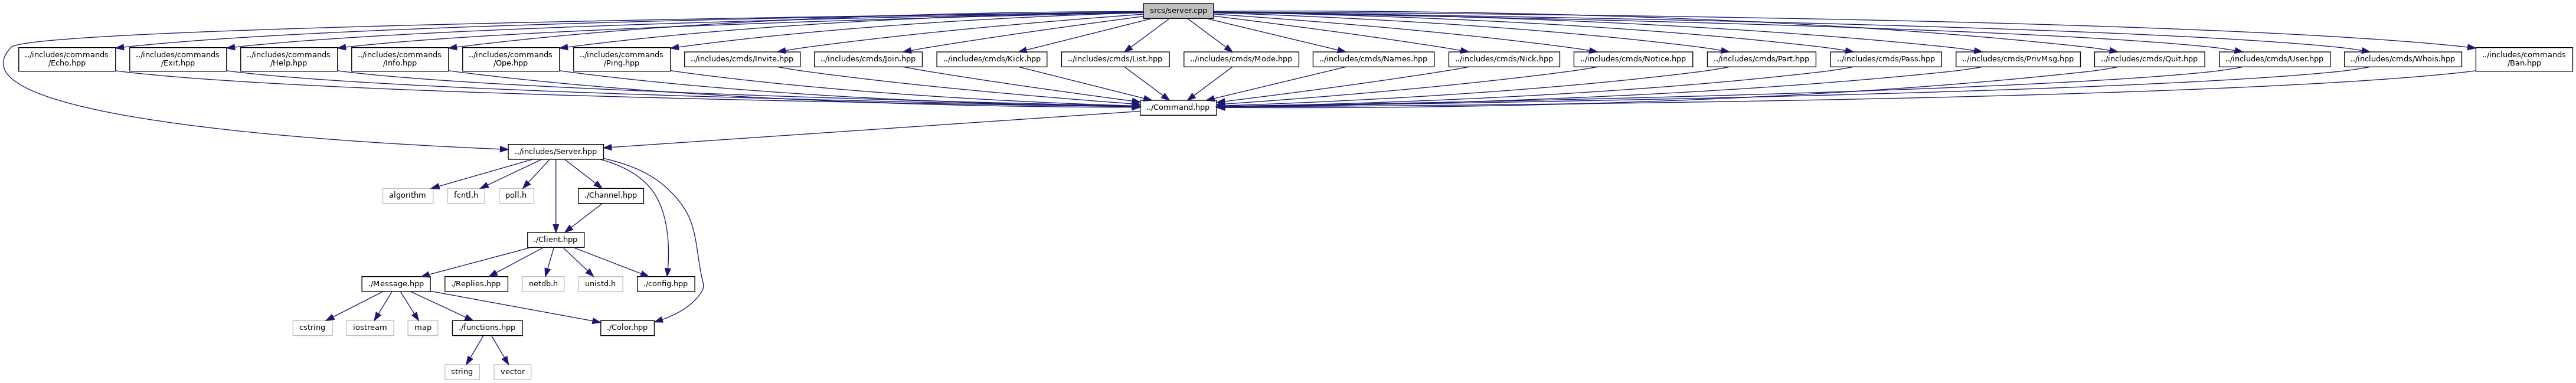 srcs/server.cpp
../includes/commands
/Echo.hpp
../includes/commands
/Exit.hpp
../includes/commands
/Help.hpp
../includes/commands
/Info.hpp
../includes/commands
/Ope.hpp
../includes/commands
/Ping.hpp
../includes/cmds/Invite.hpp
../includes/cmds/Join.hpp
../includes/cmds/Kick.hpp
../includes/cmds/List.hpp
../includes/cmds/Mode.hpp
../includes/cmds/Names.hpp
../includes/cmds/Nick.hpp
../includes/cmds/Notice.hpp
../includes/cmds/Part.hpp
../includes/cmds/Pass.hpp
../includes/cmds/PrivMsg.hpp
../includes/cmds/Quit.hpp
../includes/cmds/User.hpp
../includes/cmds/Whois.hpp
../includes/commands
/Ban.hpp
../Command.hpp
../includes/Server.hpp
algorithm
fcntl.h
poll.h
./Channel.hpp
./Client.hpp
./Message.hpp
./Replies.hpp
netdb.h
unistd.h
./config.hpp
cstring
iostream
map
./functions.hpp
./Color.hpp
string
vector